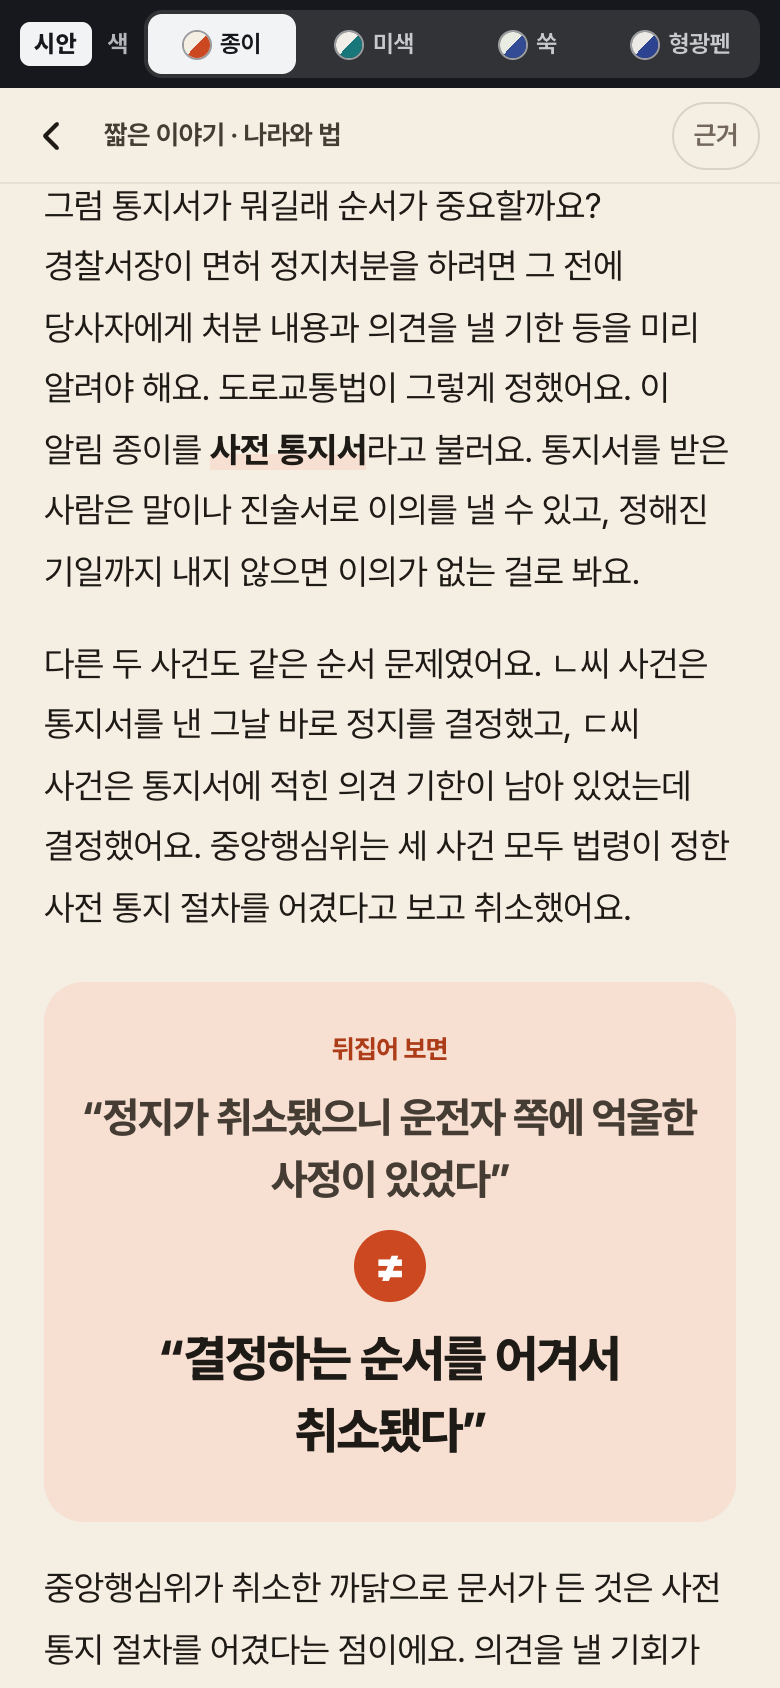 시안 색 종이 미색 쑥 형광펜
짧은 이야기 · 나라와 법 근거
그럼 통지서가 뭐길래 순서가 중요할까요?
경찰서장이 면허 정지처분을 하려면 그 전에
당사자에게 처분 내용과 의견을 낼 기한 등을 미리
알려야 해요. 도로교통법이 그렇게 정했어요. 이
알림 종이를 사전 통지서라고 불러요. 통지서를 받은
사람은 말이나 진술서로 이의를 낼 수 있고, 정해진
기일까지 내지 않으면 이의가 없는 걸로 봐요.
다른 두 사건도 같은 순서 문제였어요. ㄴ씨 사건은
통지서를 낸 그날 바로 정지를 결정했고, ㄷ씨
사건은 통지서에 적힌 의견 기한이 남아 있었는데
결정했어요. 중앙행심위는 세 사건 모두 법령이 정한
사전 통지 절차를 어겼다고 보고 취소했어요.
뒤집어 보면
“정지가 취소됐으니 운전자 쪽에 억울한
사정이 있었다”
≠
“결정하는 순서를 어겨서
취소됐다”
중앙행심위가 취소한 까닭으로 문서가 든 것은 사전
통지 절차를 어겼다는 점이에요. 의견을 낼 기회가